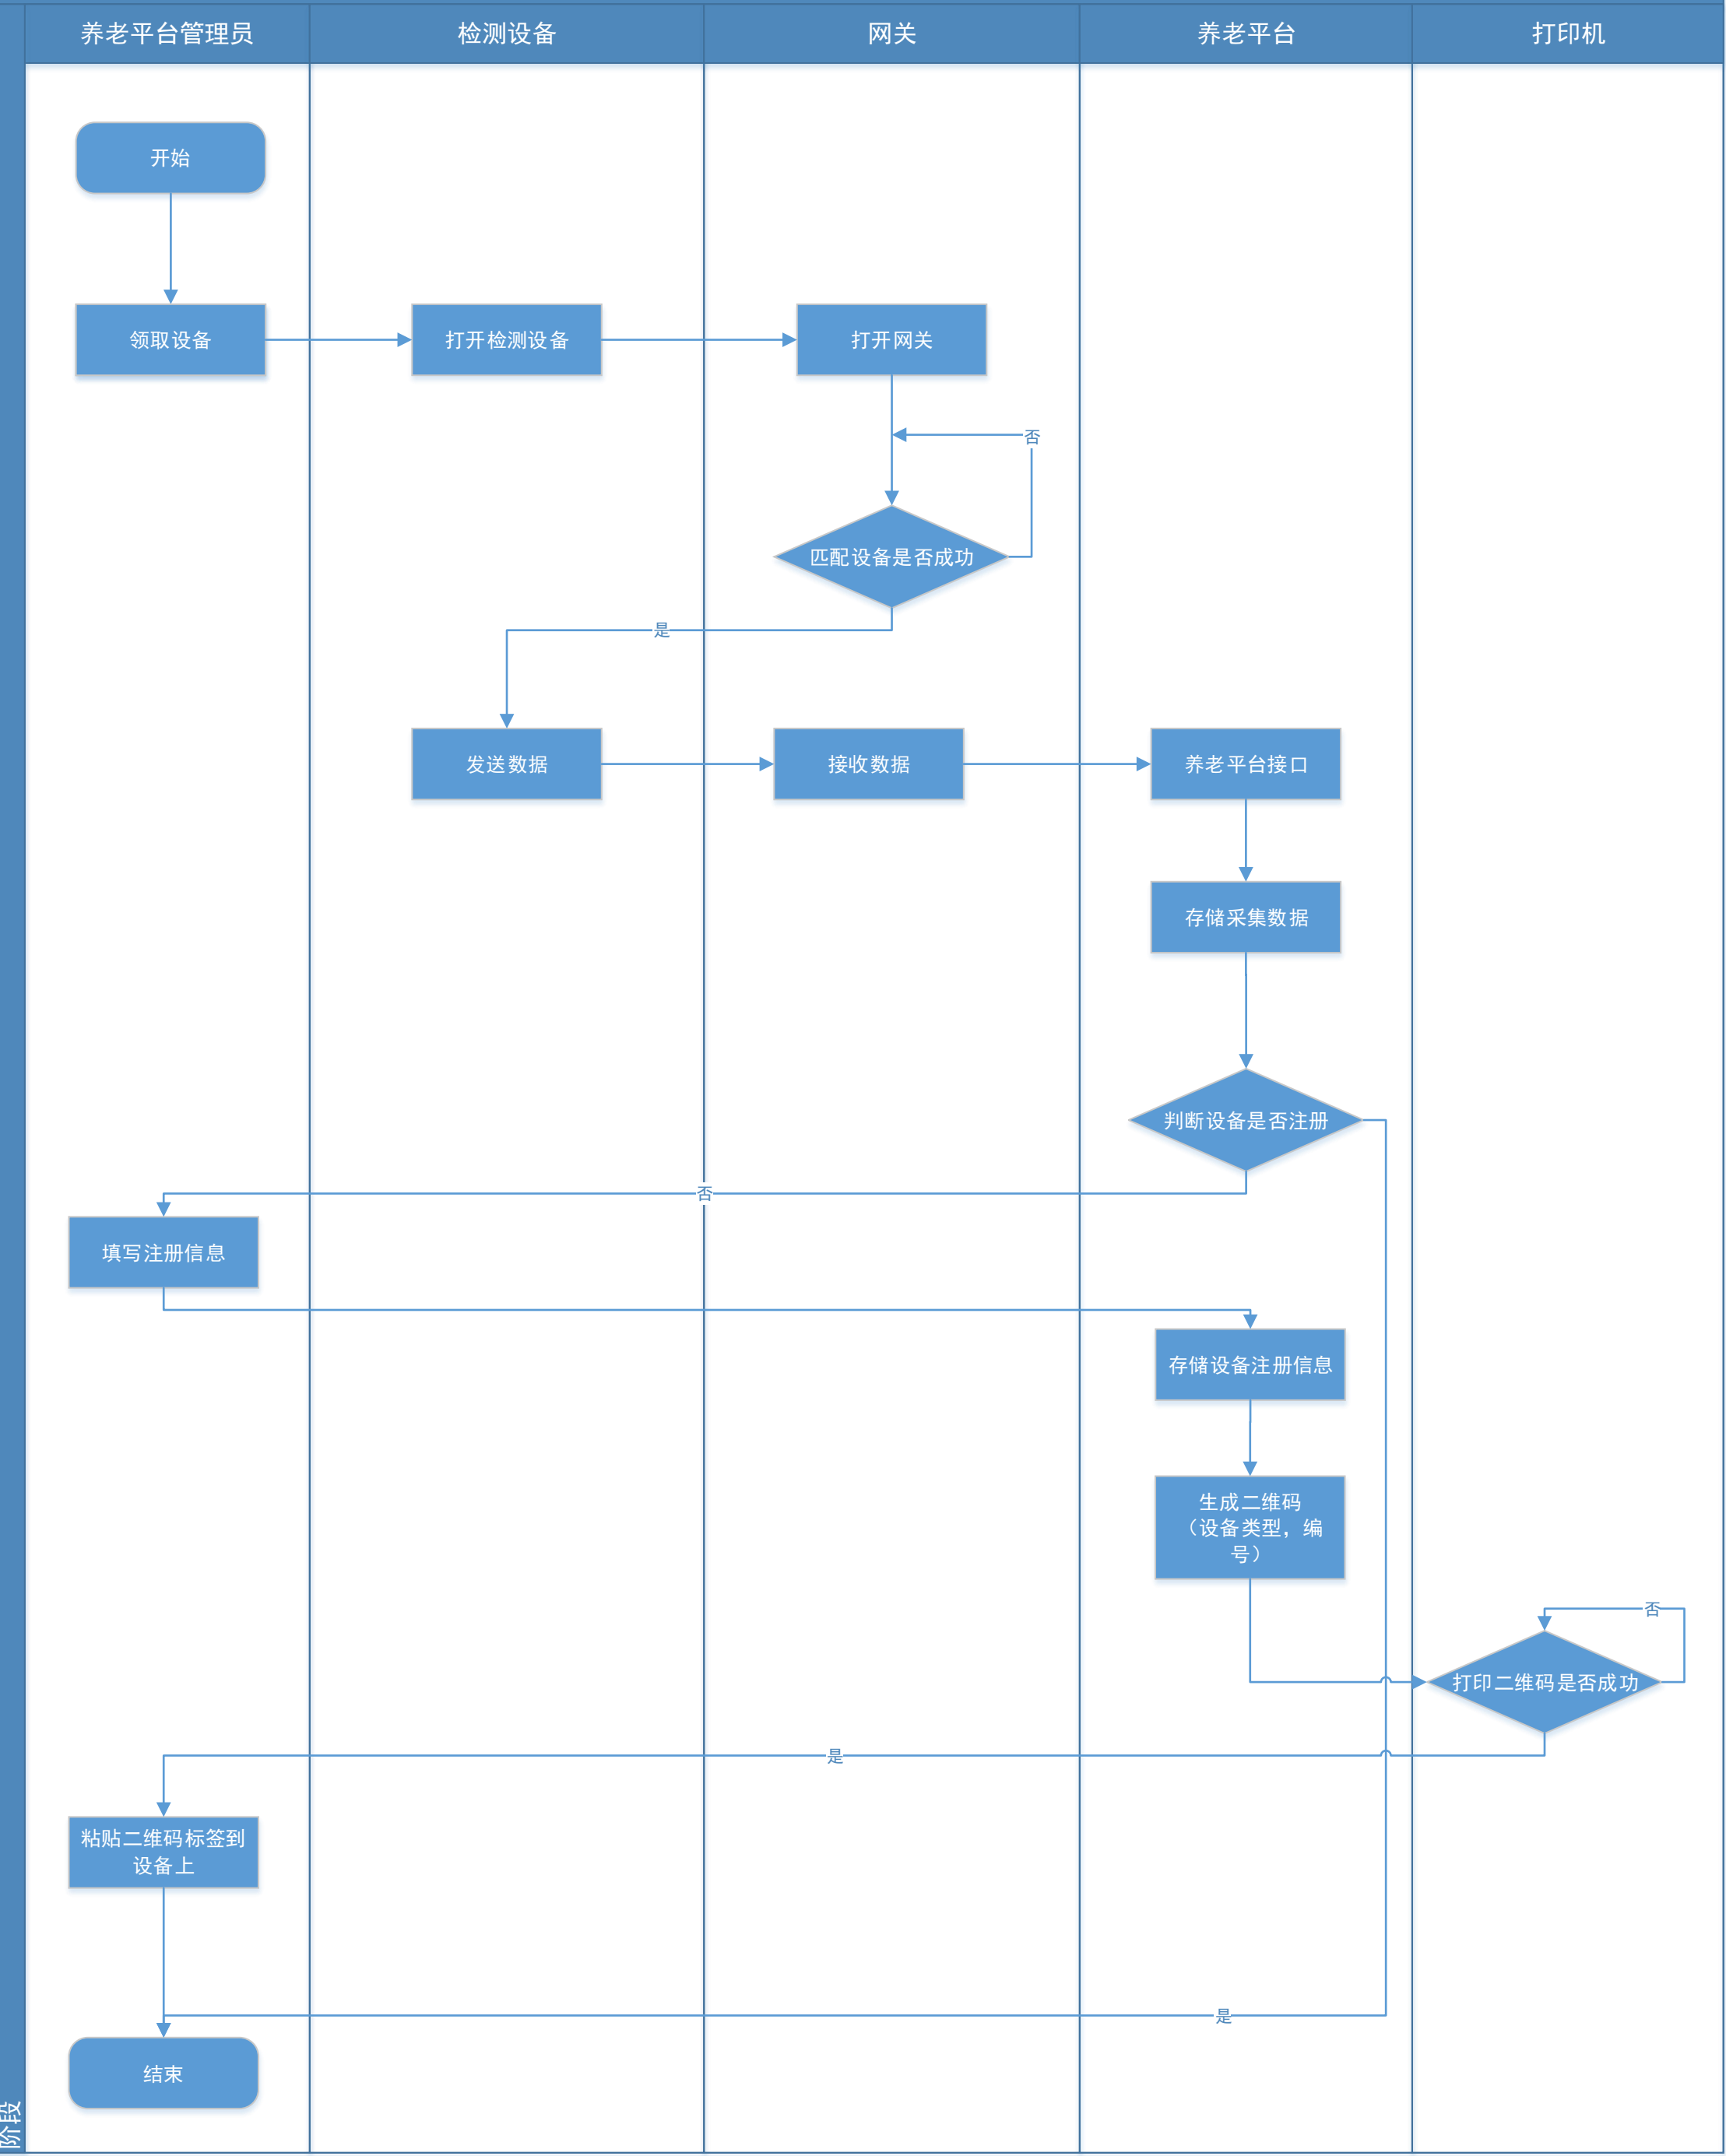 养老平台管理员
检测设备
网关
养老平台
打印机
开始
领取设备
打开检测设备
打开网关
否
匹配设备是否成功
是
发送数据
接收数据
养老平台接口
存储采集数据
判断设备是否注册
否
填写注册信息
存储设备注册信息
生成二维码
（设备类型，编
号）
否
打印二维码是否成功
是
粘贴二维码标签到
设备上
是
结束
阶段